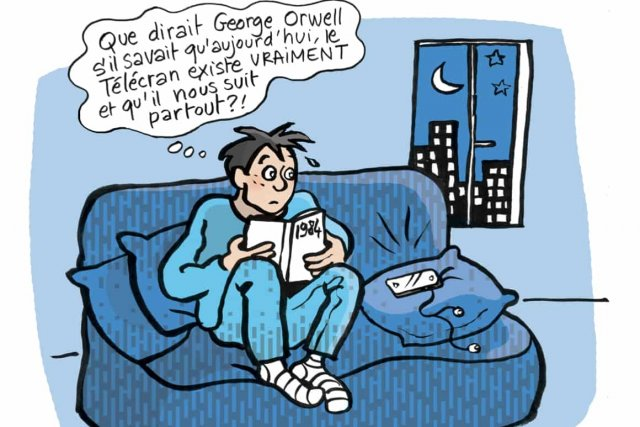 Que dirait George Orwell
s'il savait qu'aujourd'hui, le
Télécran existe VRAIMENT
et qu'il nous suit
partout?!
1984